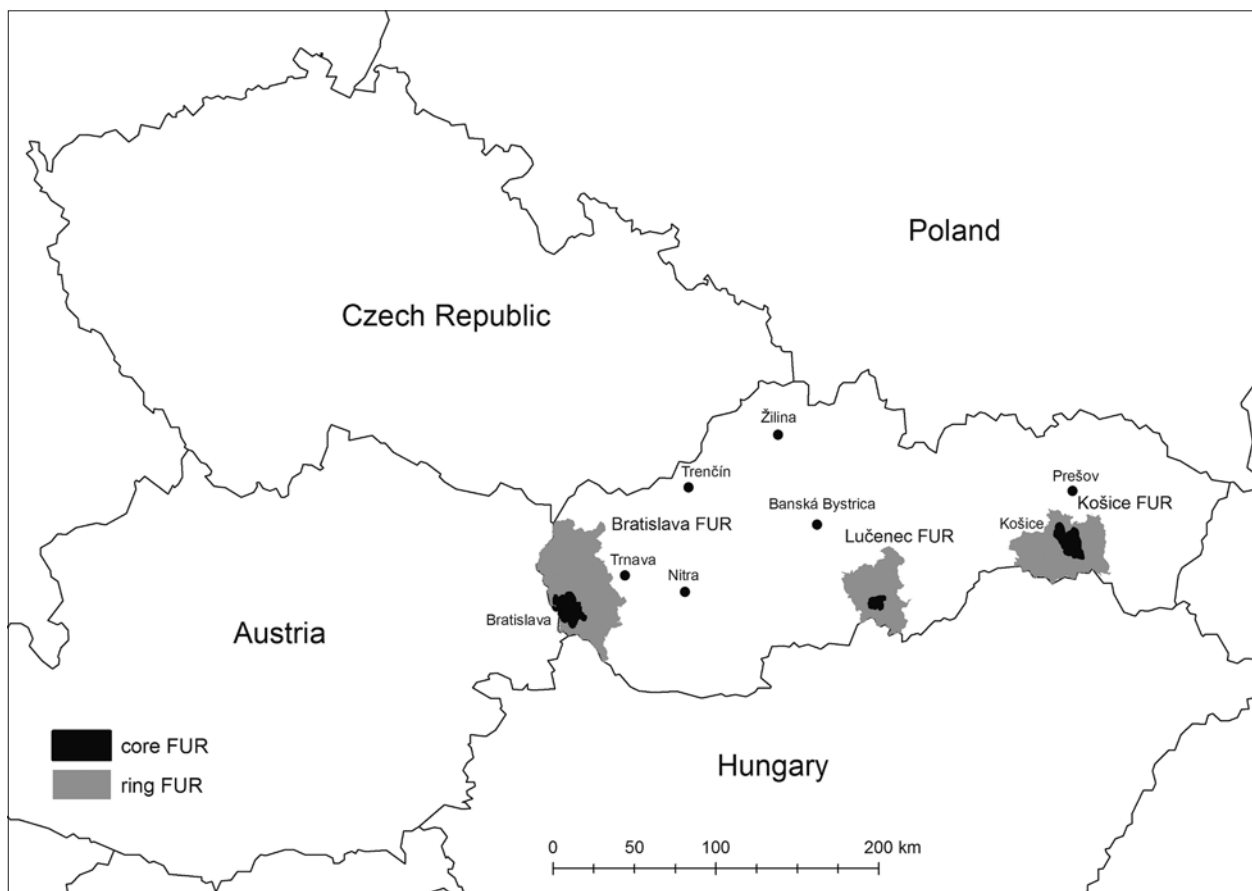 Poland
Czech Republic
Žilina
Trenčín
Prešov
Banská Bystrica
Košice FUR
Bratislava FUR
Košice
Lučenec FUR
Trnava
Nitra
Bratislava
Austria
core FUR
Hungary
ring FUR
0 50 100 200 km